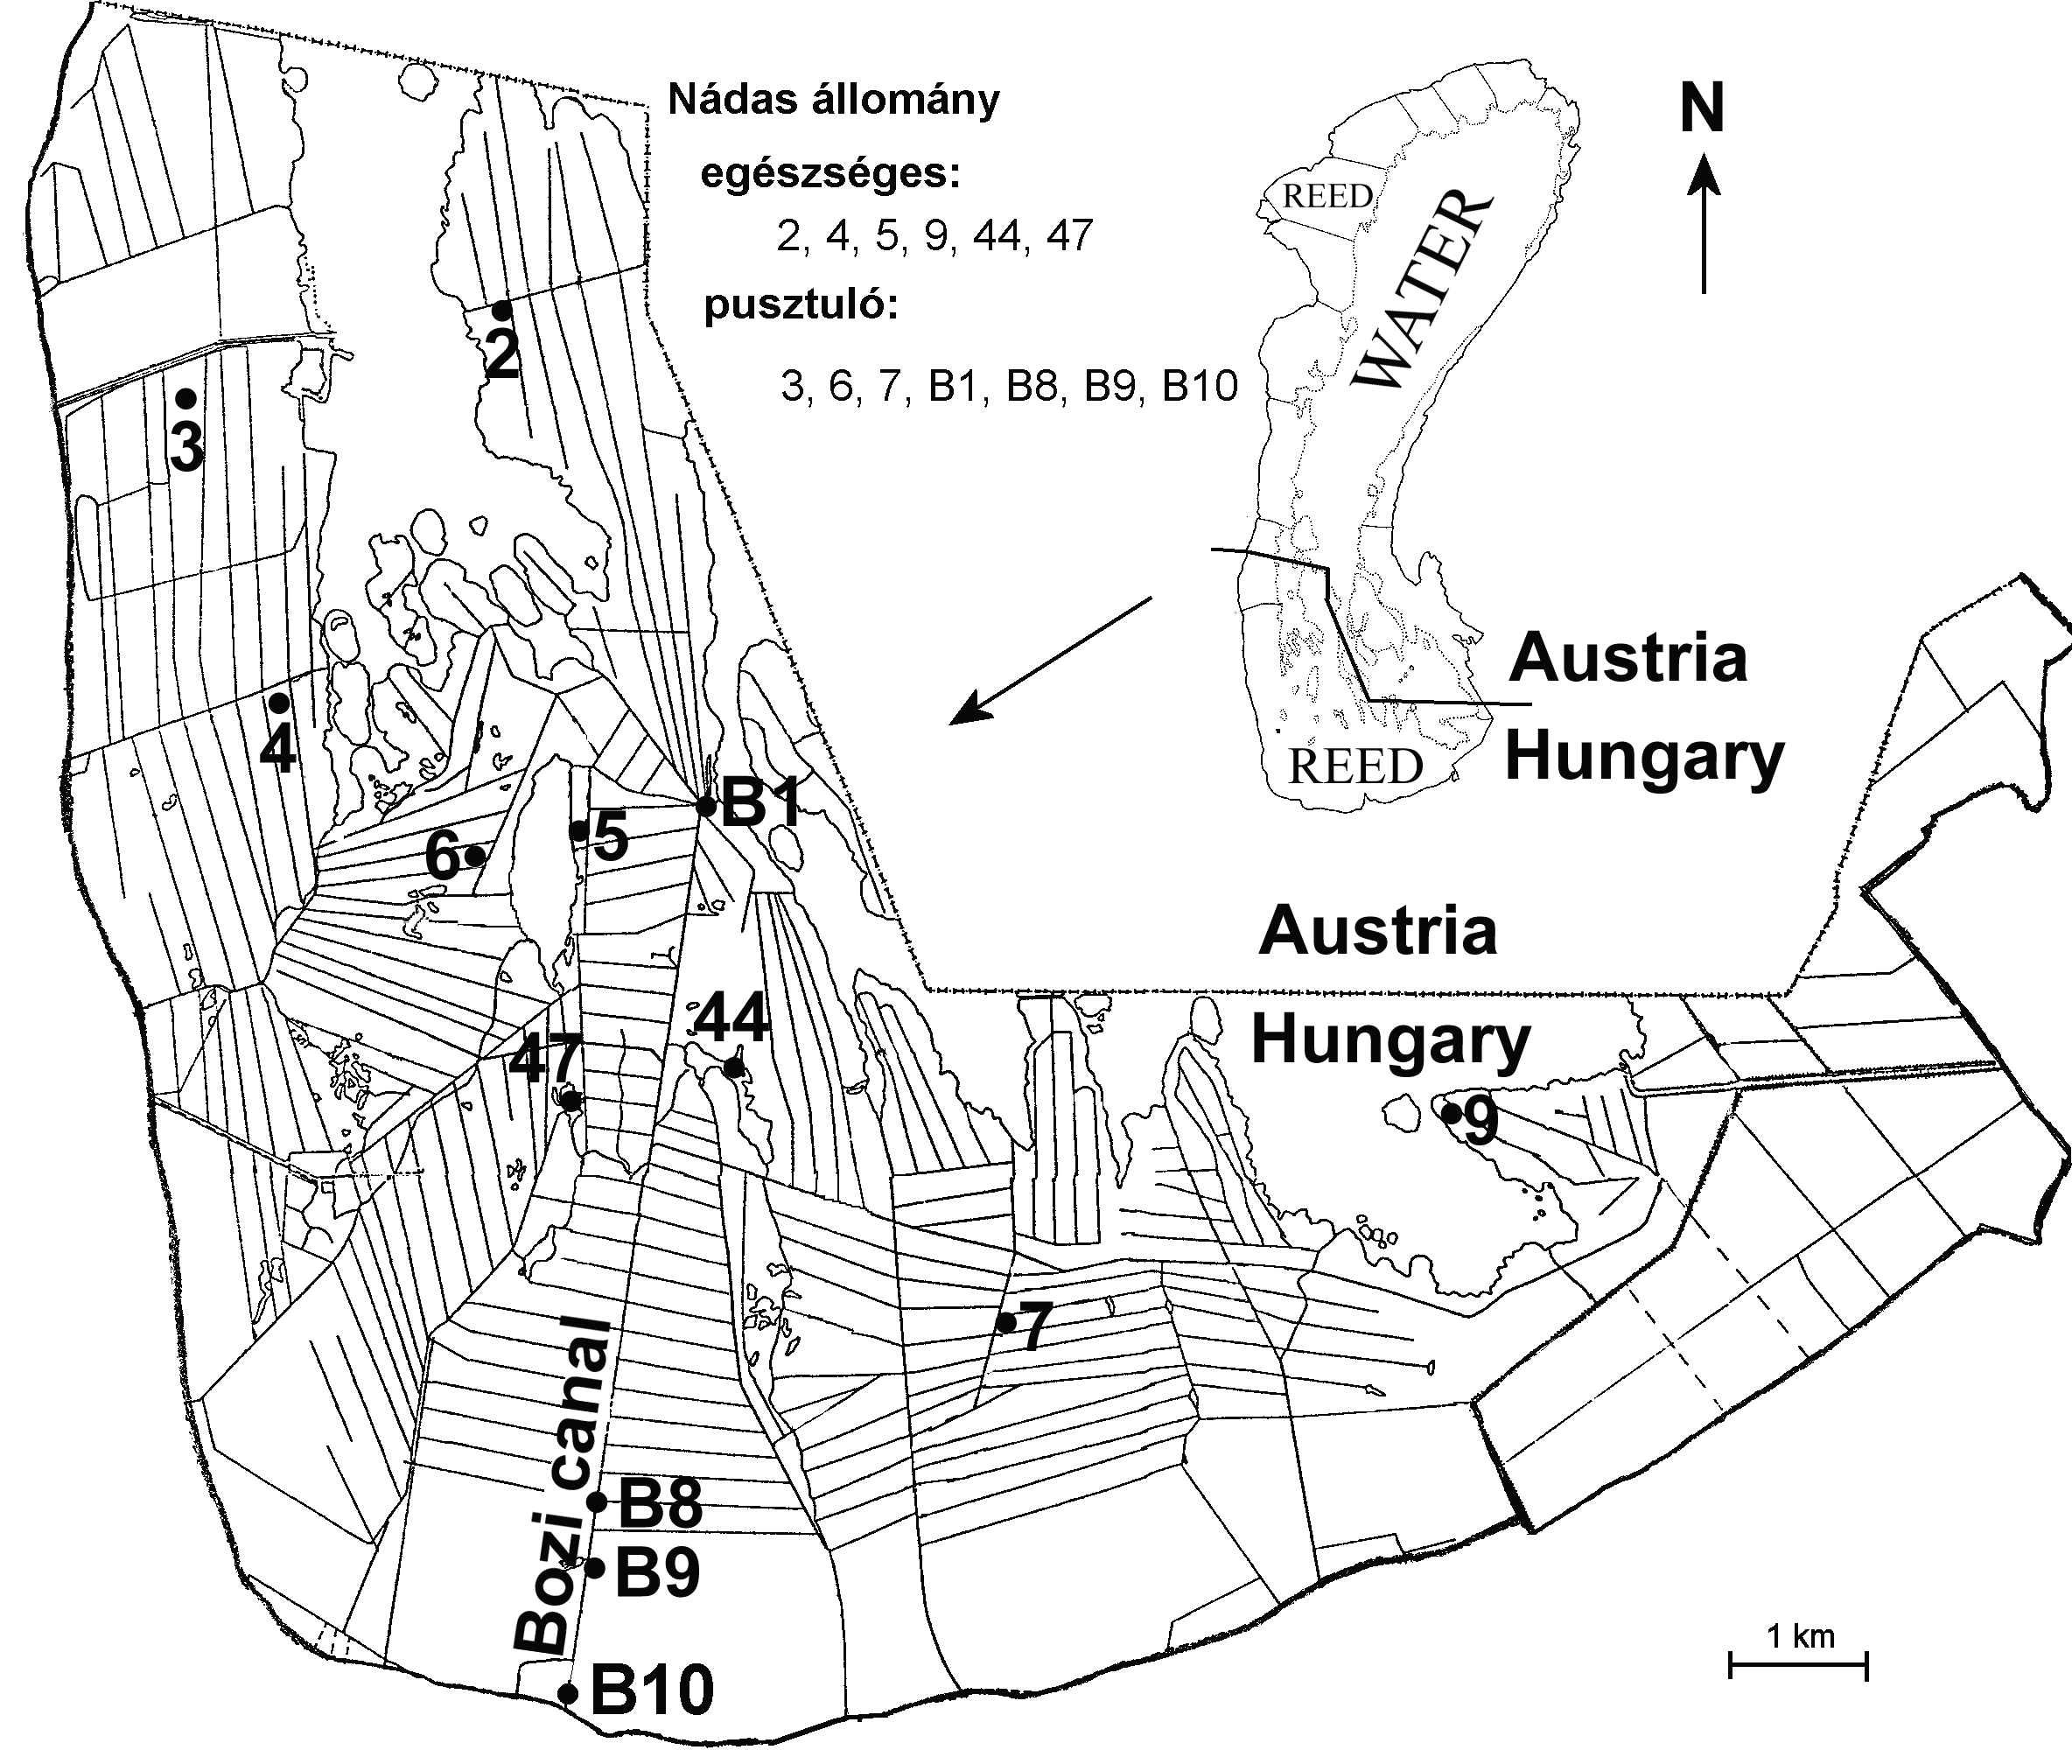 Nádas állomány
egészséges:
2, 4, 5, 9, 44, 47
pusztuló:
3, 6, 7, B1, B8, B9, B10
N
REED
WATER
Austria
Hungary
REED
2
3
4
B1
5
6
Austria
Hungary
44
47
9
7
Bozi canal
B8
B9
B10
1 km